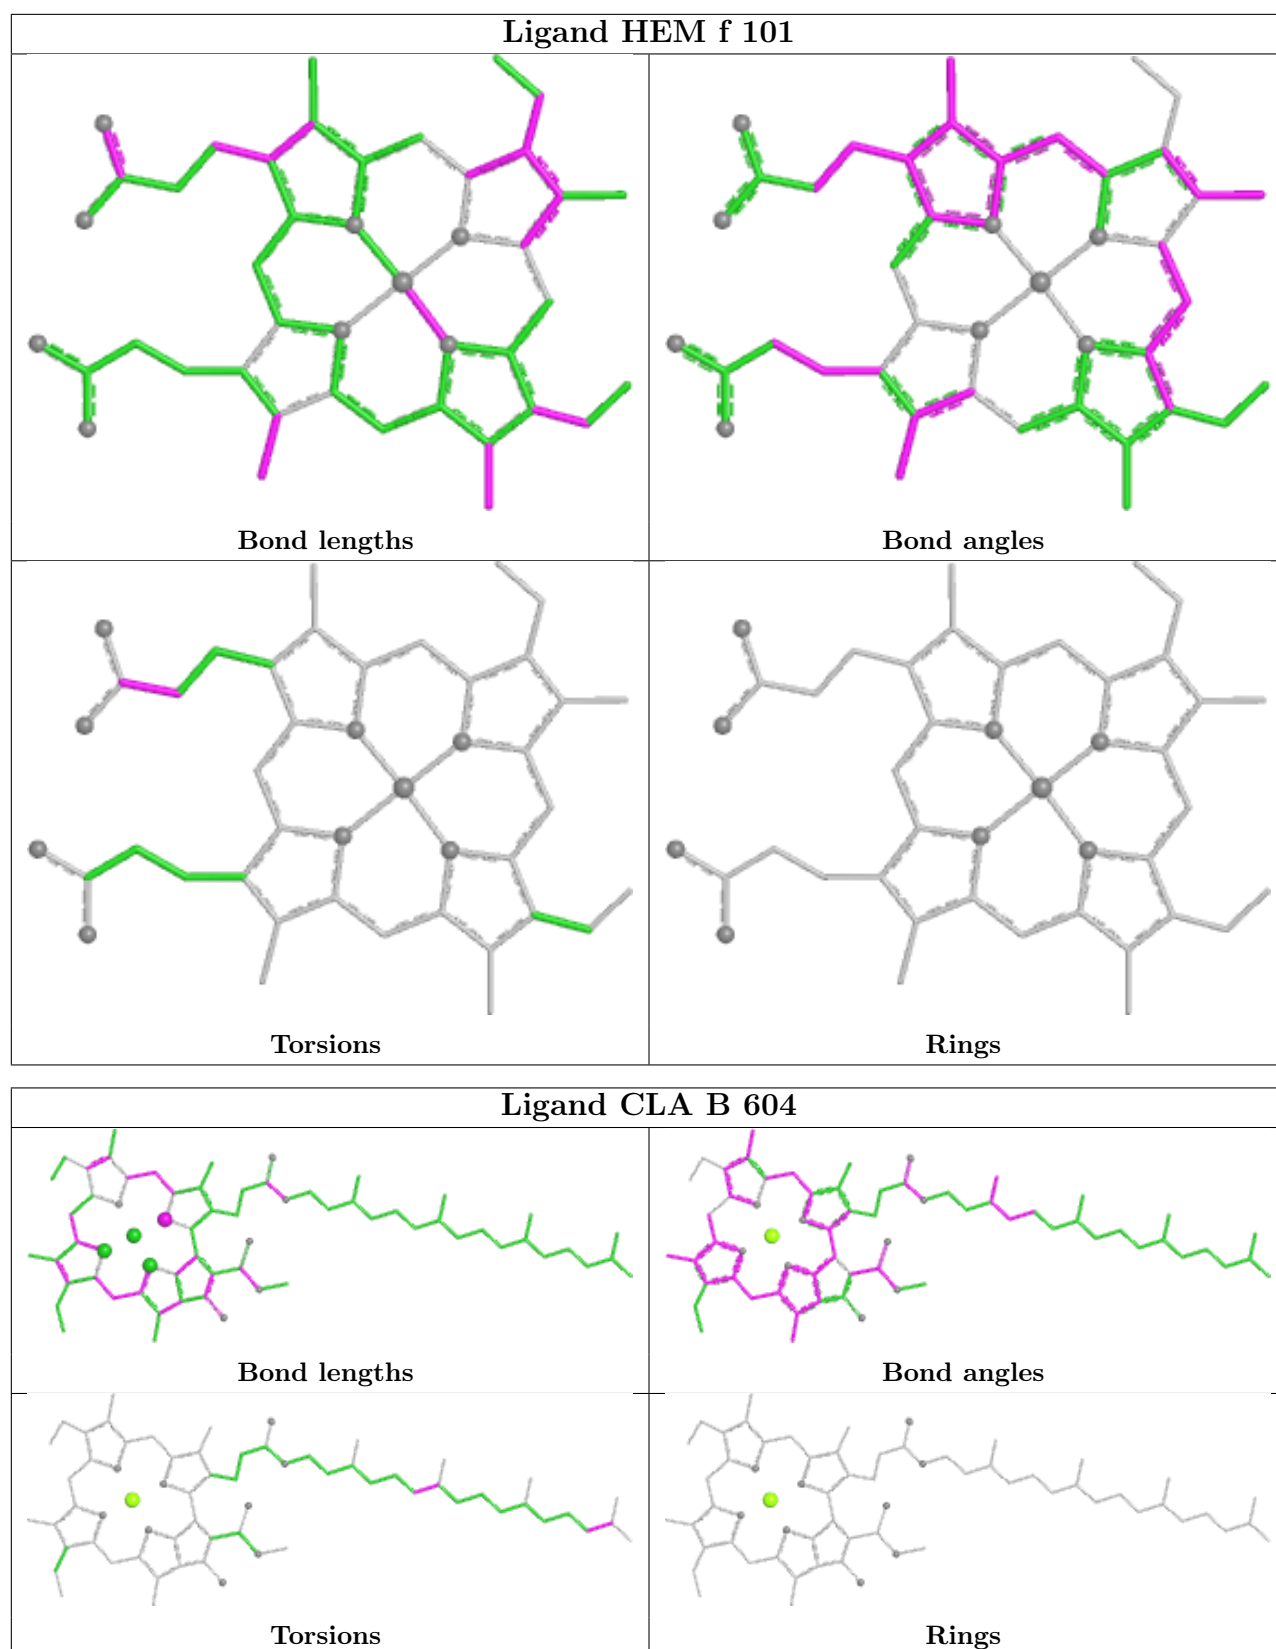 Ligand HEM f 101
Bond lengths
Bond angles
Torsions
Rings
Ligand CLA B 604
Bond lengths
Bond angles
Torsions
Rings